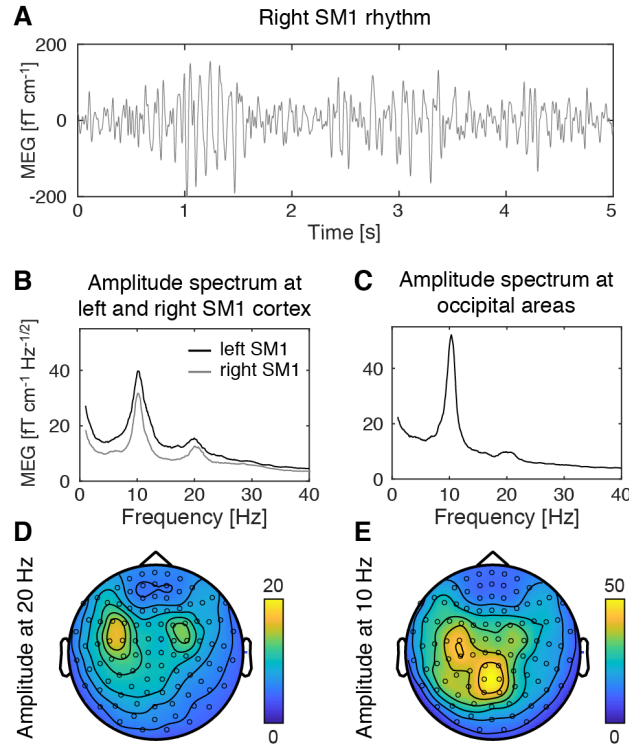 A
Right SM1 rhythm
MEG [fT cm⁻¹]
200
0
-200
0 1 2 3 4 5
Time [s]
B
Amplitude spectrum at
left and right SM1 cortex
MEG [fT cm⁻¹ Hz⁻¹ᐟ²]
left SM1
right SM1
40
20
0
0 10 20 30 40
Frequency [Hz]
C
Amplitude spectrum at
occipital areas
40
20
0
0 10 20 30 40
Frequency [Hz]
D
Amplitude at 20 Hz
20
0
E
Amplitude at 10 Hz
50
0